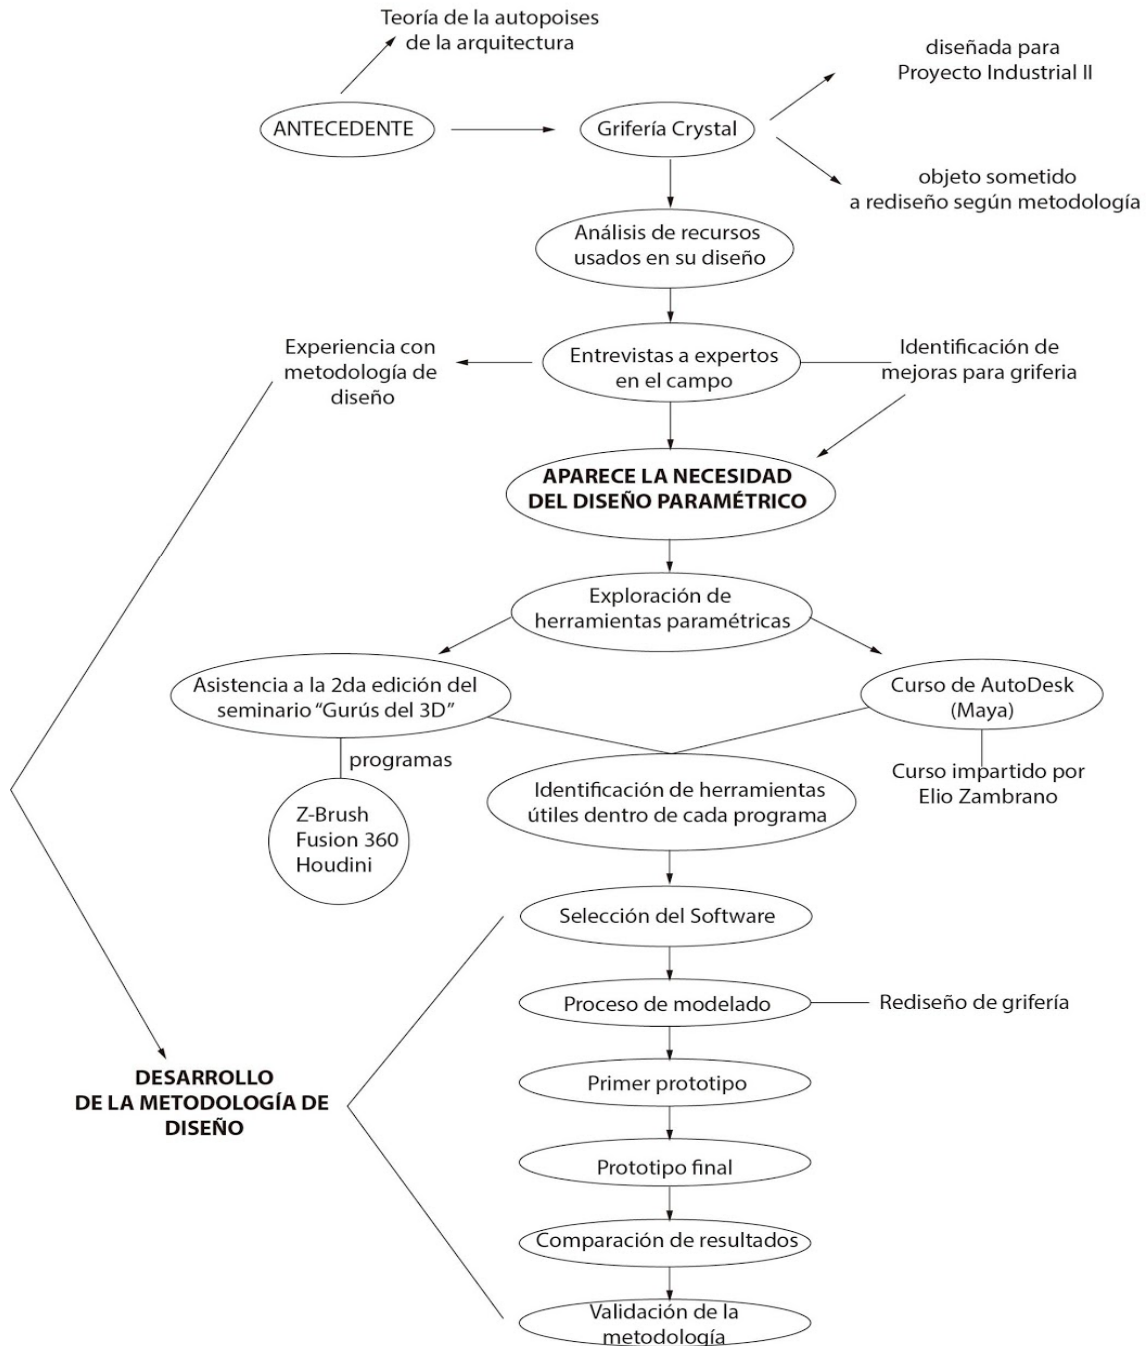 Teoría de la autopoises
de la arquitectura
diseñada para
Proyecto Industrial II
ANTECEDENTE
Grifería Crystal
objeto sometido
a rediseño según metodología
Análisis de recursos
usados en su diseño
Experiencia con
metodología de
diseño
Entrevistas a expertos
en el campo
Identificación de
mejoras para griferia
APARECE LA NECESIDAD
DEL DISEÑO PARAMÉTRICO
Exploración de
herramientas paramétricas
Asistencia a la 2da edición del
seminario “Gurús del 3D”
Curso de AutoDesk
(Maya)
programas
Z-Brush
Fusion 360
Houdini
Identificación de herramientas
útiles dentro de cada programa
Curso impartido por
Elio Zambrano
Selección del Software
Proceso de modelado
Rediseño de grifería
DESARROLLO
DE LA METODOLOGÍA DE
DISEÑO
Primer prototipo
Prototipo final
Comparación de resultados
Validación de la
metodología